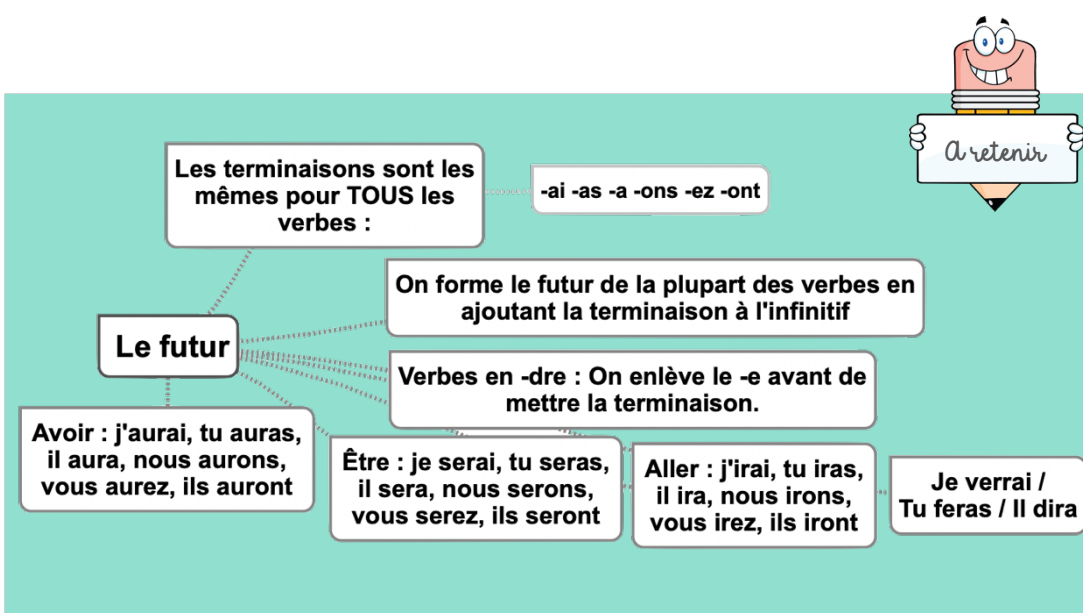 A retenir
Les terminaisons sont les
mêmes pour TOUS les
verbes :
-ai -as -a -ons -ez -ont
On forme le futur de la plupart des verbes en
ajoutant la terminaison à l'infinitif
Le futur
Verbes en -dre : On enlève le -e avant de
mettre la terminaison.
Avoir : j'aurai, tu auras,
il aura, nous aurons,
vous aurez, ils auront
Être : je serai, tu seras,
il sera, nous serons,
vous serez, ils seront
Aller : j'irai, tu iras,
il ira, nous irons,
vous irez, ils iront
Je verrai /
Tu feras / Il dira